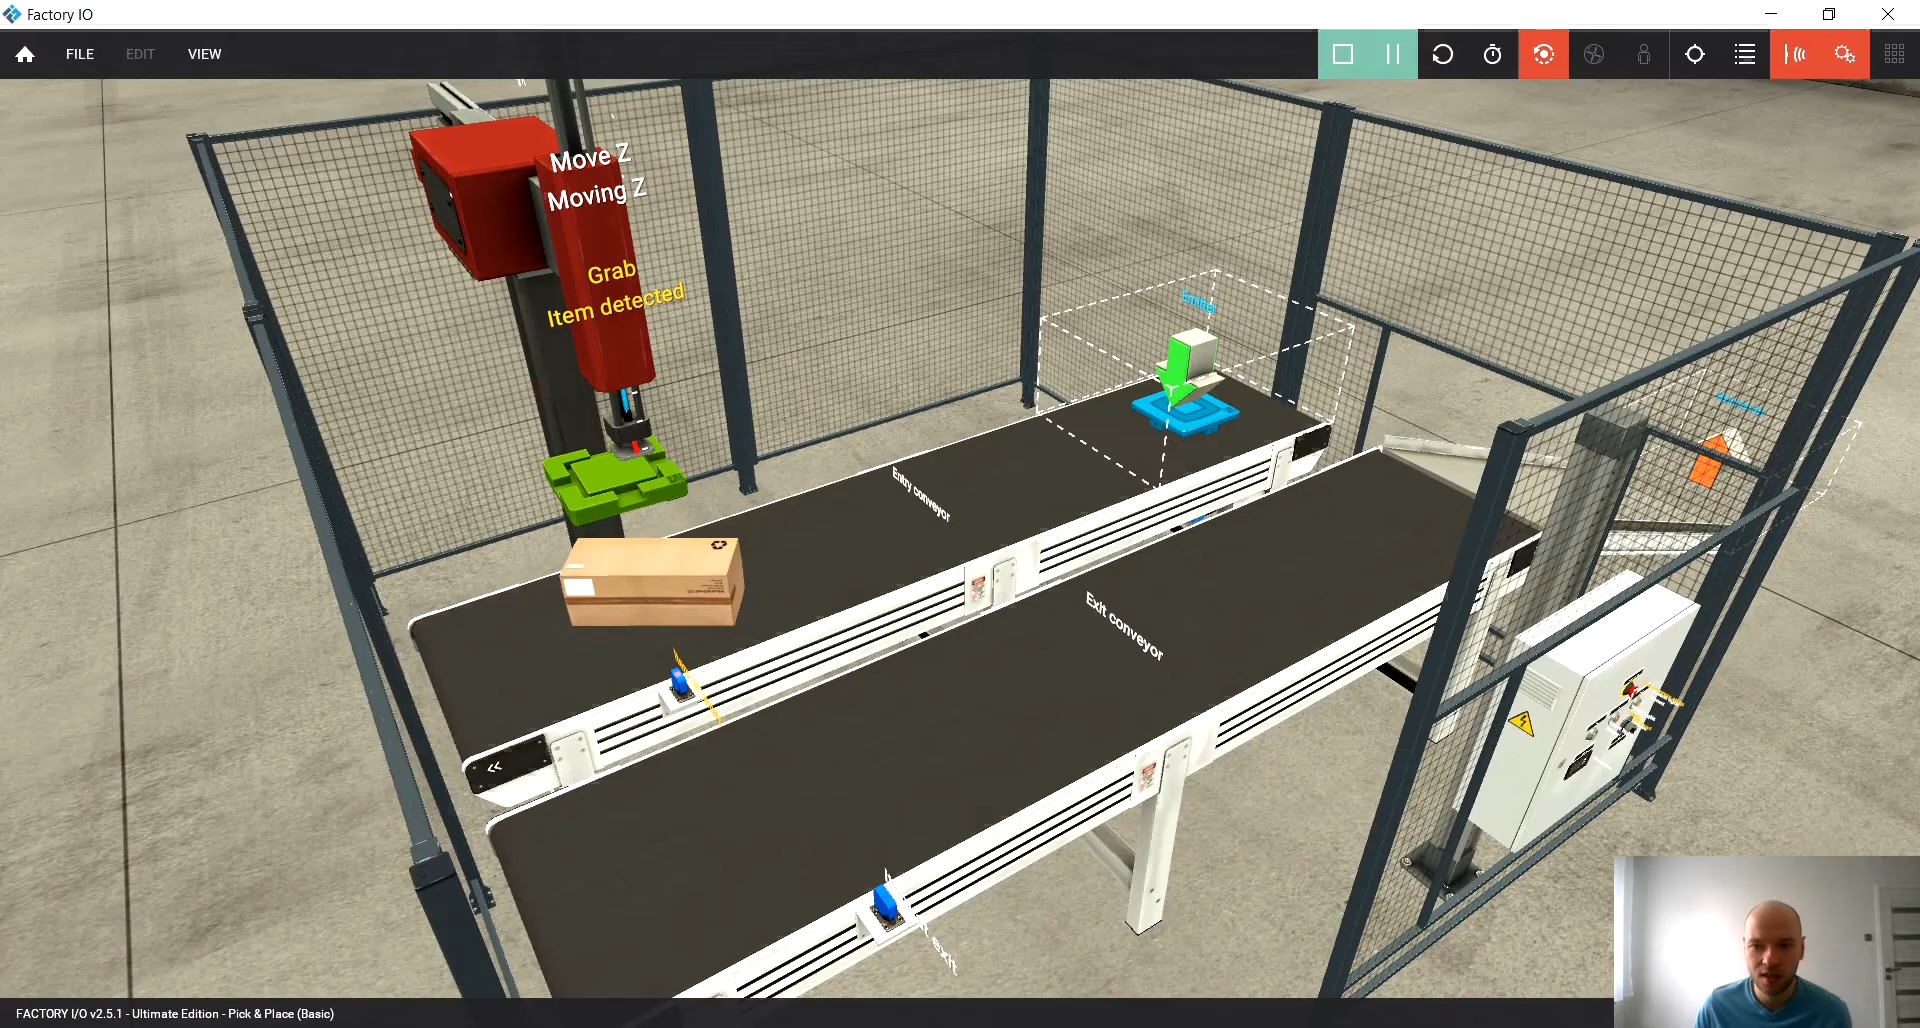 Factory IO
FILE
EDIT
VIEW
Move Z
Moving Z
Grab
Item detected
Emitter
Entry conveyor
Exit conveyor
FACTORY I/O v2.5.1 - Ultimate Edition - Pick & Place (Basic)